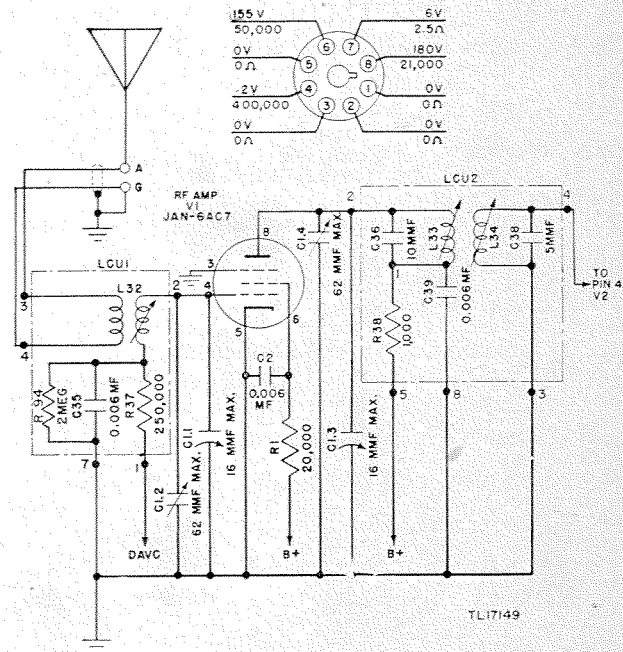 155V
50,000
6V
2.5Ω
6
7
0V
0Ω
5
8
180V
21,000
-2V
400,000
4
1
0V
0Ω
0V
0Ω
3
2
0V
0Ω
A
G
RF AMP
V1
JAN-6AC7
LCU1
L32
3
4
2
4
3
8
5
6
R 94
2 MEG
C35
0.006 MF
R37
250,000
7
1
DAVC
C1.2
62 MMF MAX.
C1.1
16 MMF MAX.
C2
0.006
MF
R1
20,000
B+
C1.4
62 MMF MAX.
C1.3
16 MMF MAX.
2
LCU2
C36
10 MMF
L33
L34
C38
5 MMF
4
1
C39
0.006 MF
R38
1,000
5
8
3
B+
TO
PIN 4
V2
TL17149